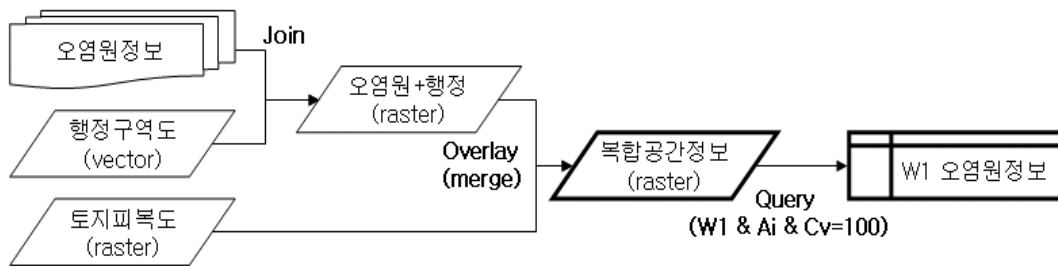 오염원정보
Join
오염원+행정
(raster)
행정구역도
(vector)
Overlay
(merge)
복합공간정보
(raster)
W1 오염원정보
Query
(W1 & Ai & Cv=100)
토지피복도
(raster)